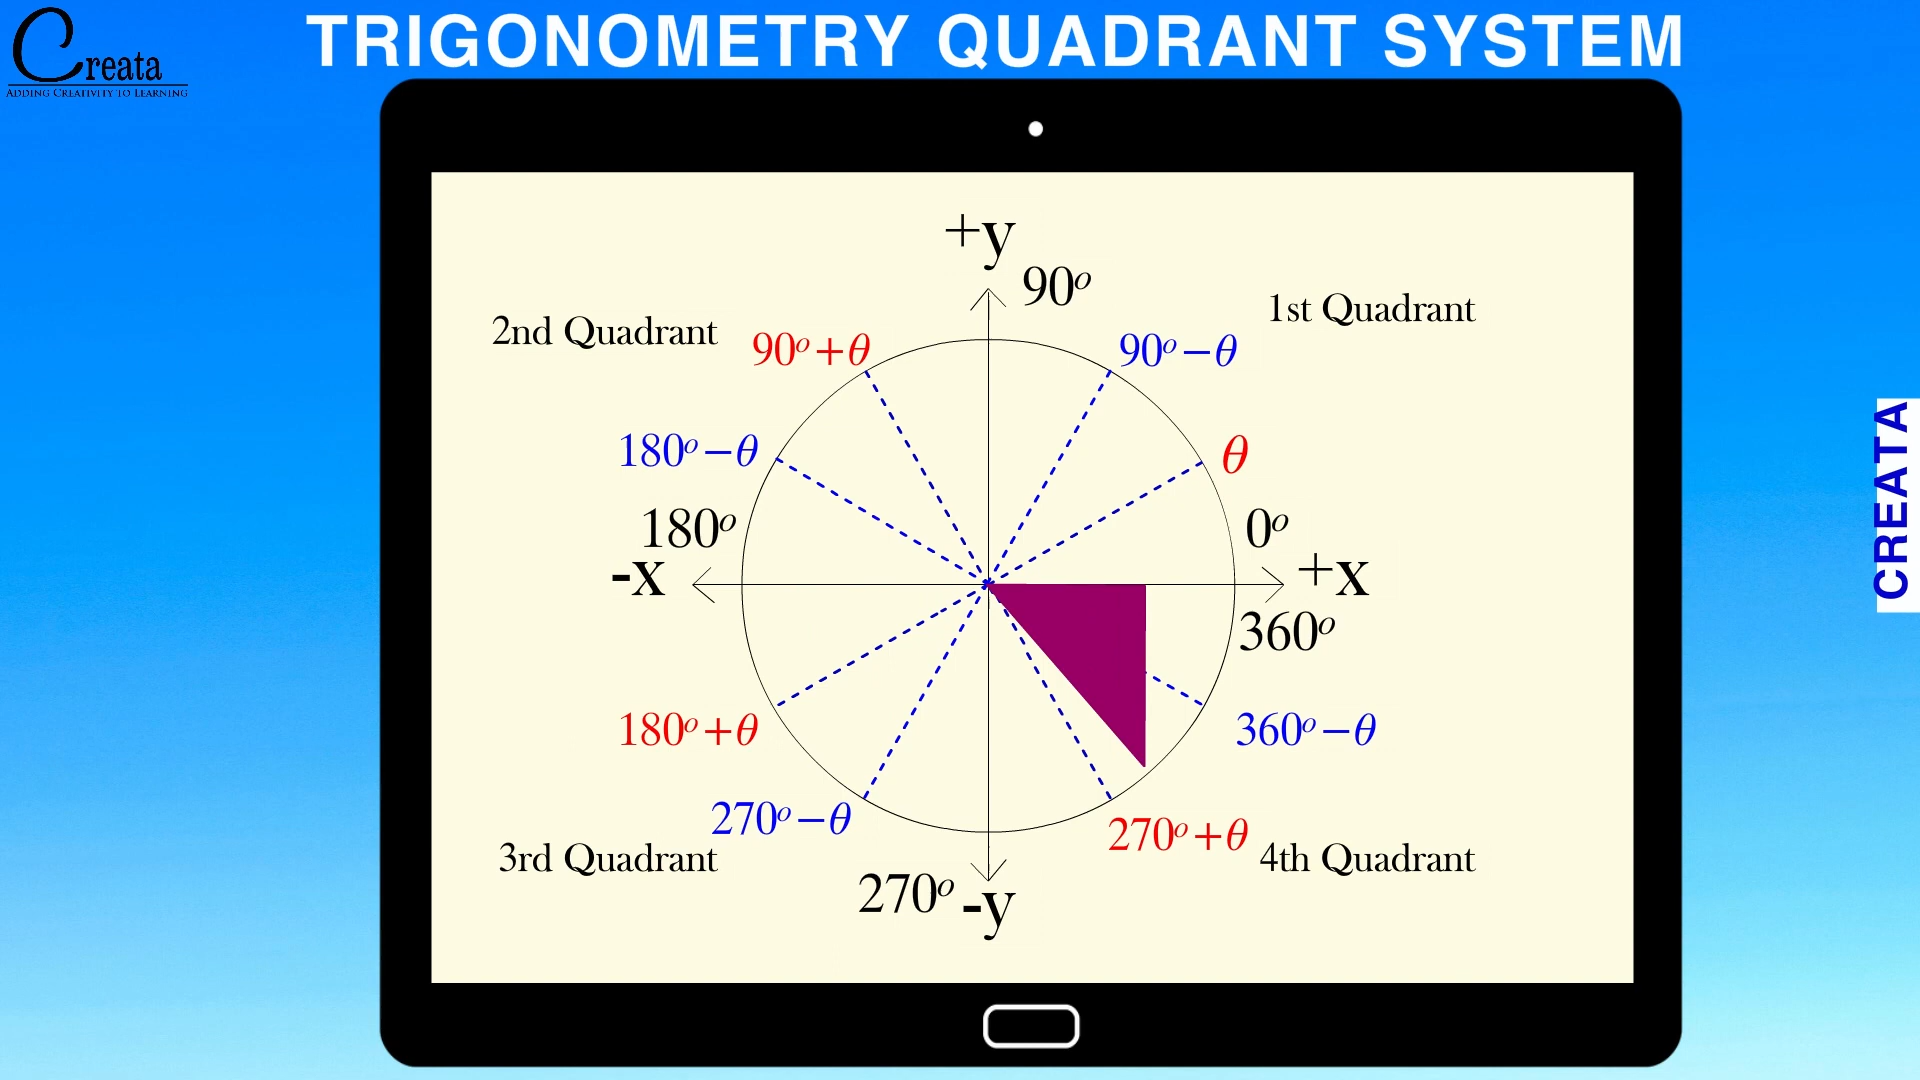 Creata
ADDING CREATIVITY TO LEARNING
TRIGONOMETRY QUADRANT SYSTEM
+y
90°
2nd Quadrant
1st Quadrant
90°+θ
90°−θ
180°−θ
θ
180°
0°
-x
+x
360°
180°+θ
360°−θ
270°−θ
270°+θ
3rd Quadrant
4th Quadrant
270°
-y
CREATA